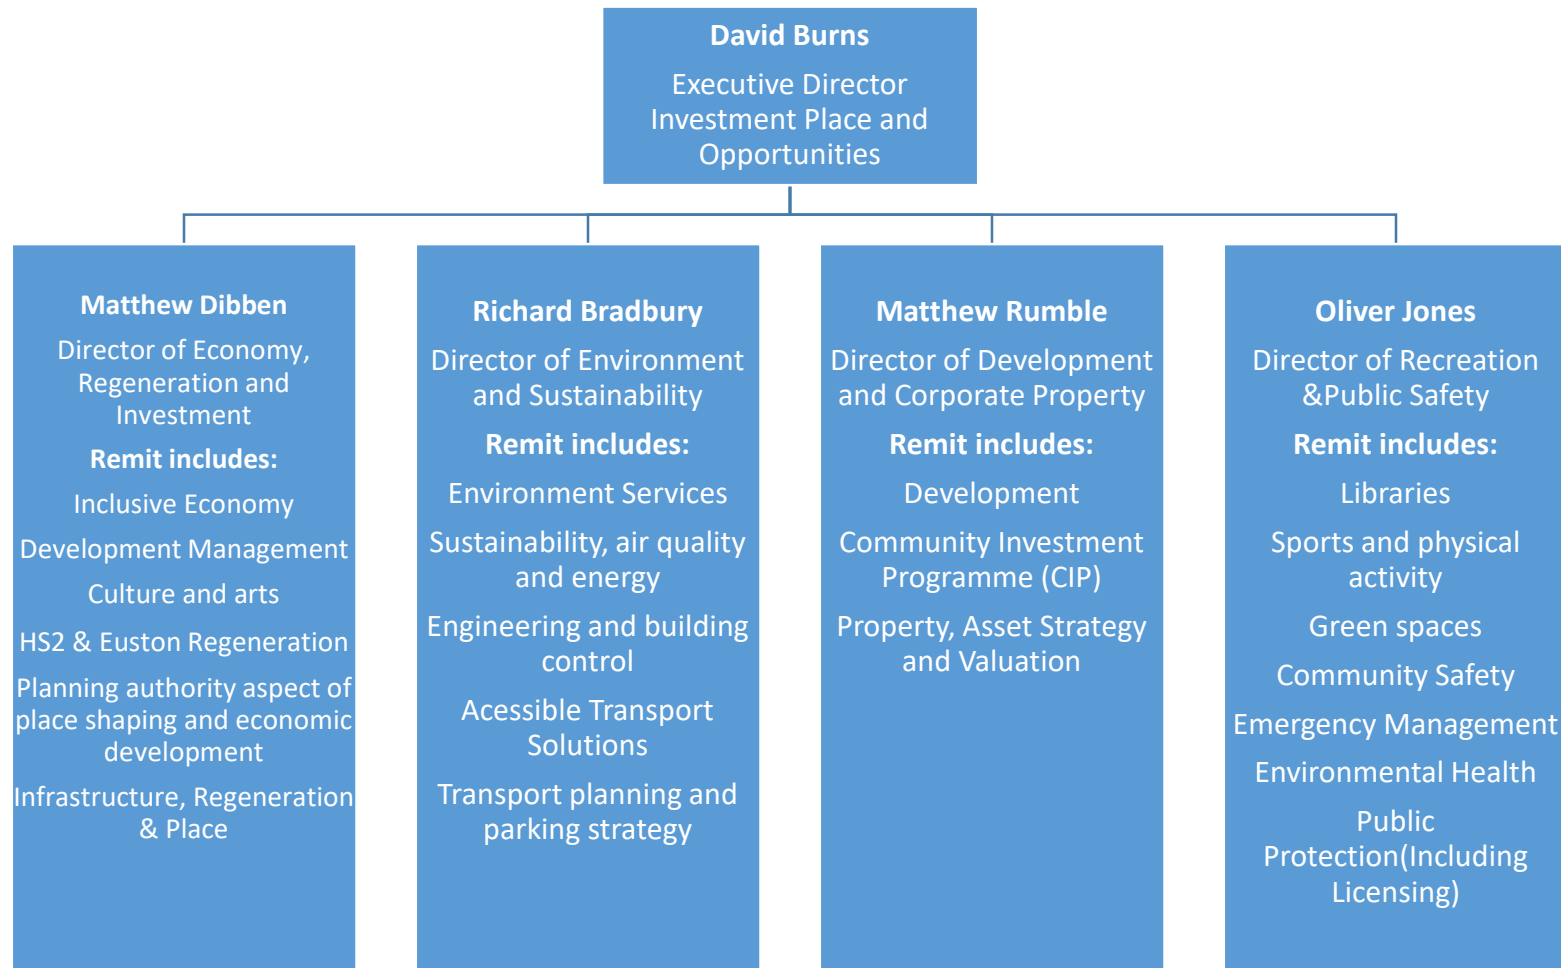 David Burns
Executive Director
Investment Place and
Opportunities
Matthew Dibben
Director of Economy,
Regeneration and
Investment
Remit includes:
Inclusive Economy
Development Management
Culture and arts
HS2 & Euston Regeneration
Planning authority aspect of
place shaping and economic
development
Infrastructure, Regeneration
& Place
Richard Bradbury
Director of Environment
and Sustainability
Remit includes:
Environment Services
Sustainability, air quality
and energy
Engineering and building
control
Acessible Transport
Solutions
Transport planning and
parking strategy
Matthew Rumble
Director of Development
and Corporate Property
Remit includes:
Development
Community Investment
Programme (CIP)
Property, Asset Strategy
and Valuation
Oliver Jones
Director of Recreation
&Public Safety
Remit includes:
Libraries
Sports and physical
activity
Green spaces
Community Safety
Emergency Management
Environmental Health
Public
Protection(Including
Licensing)